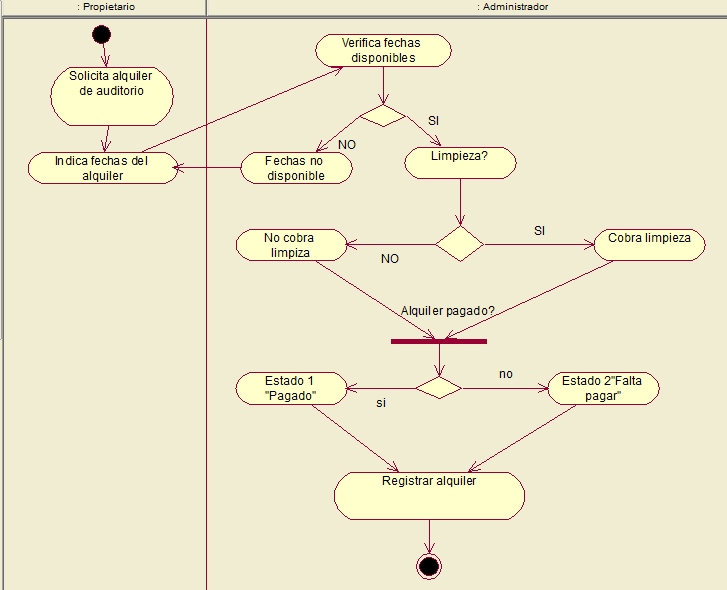 : Propietario
: Administrador
Solicita alquiler
de auditorio
Verifica fechas
disponibles
SI
NO
Indica fechas del
alquiler
Fechas no
disponible
Limpieza?
No cobra
limpiza
NO
SI
Cobra limpieza
Alquiler pagado?
Estado 1
"Pagado"
si
no
Estado 2"Falta
pagar"
Registrar alquiler